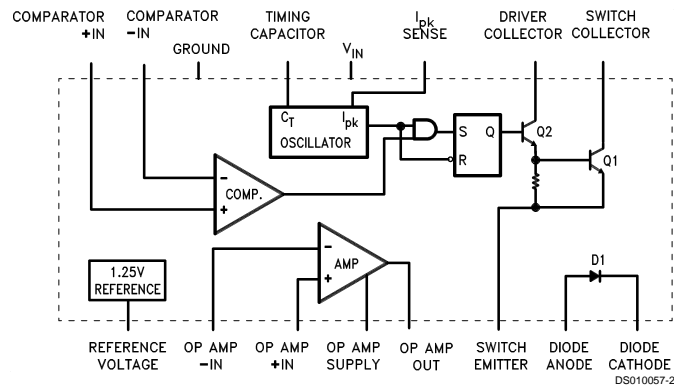 COMPARATOR
+IN
COMPARATOR
−IN
GROUND
TIMING
CAPACITOR
VIN
Ipk
SENSE
DRIVER
COLLECTOR
SWITCH
COLLECTOR
CT
Ipk
OSCILLATOR
S
Q
R
Q2
Q1
−
COMP.
+
−
AMP
+
1.25V
REFERENCE
D1
REFERENCE
VOLTAGE
OP AMP
−IN
OP AMP
+IN
OP AMP
SUPPLY
OP AMP
OUT
SWITCH
EMITTER
DIODE
ANODE
DIODE
CATHODE
DS010057-2